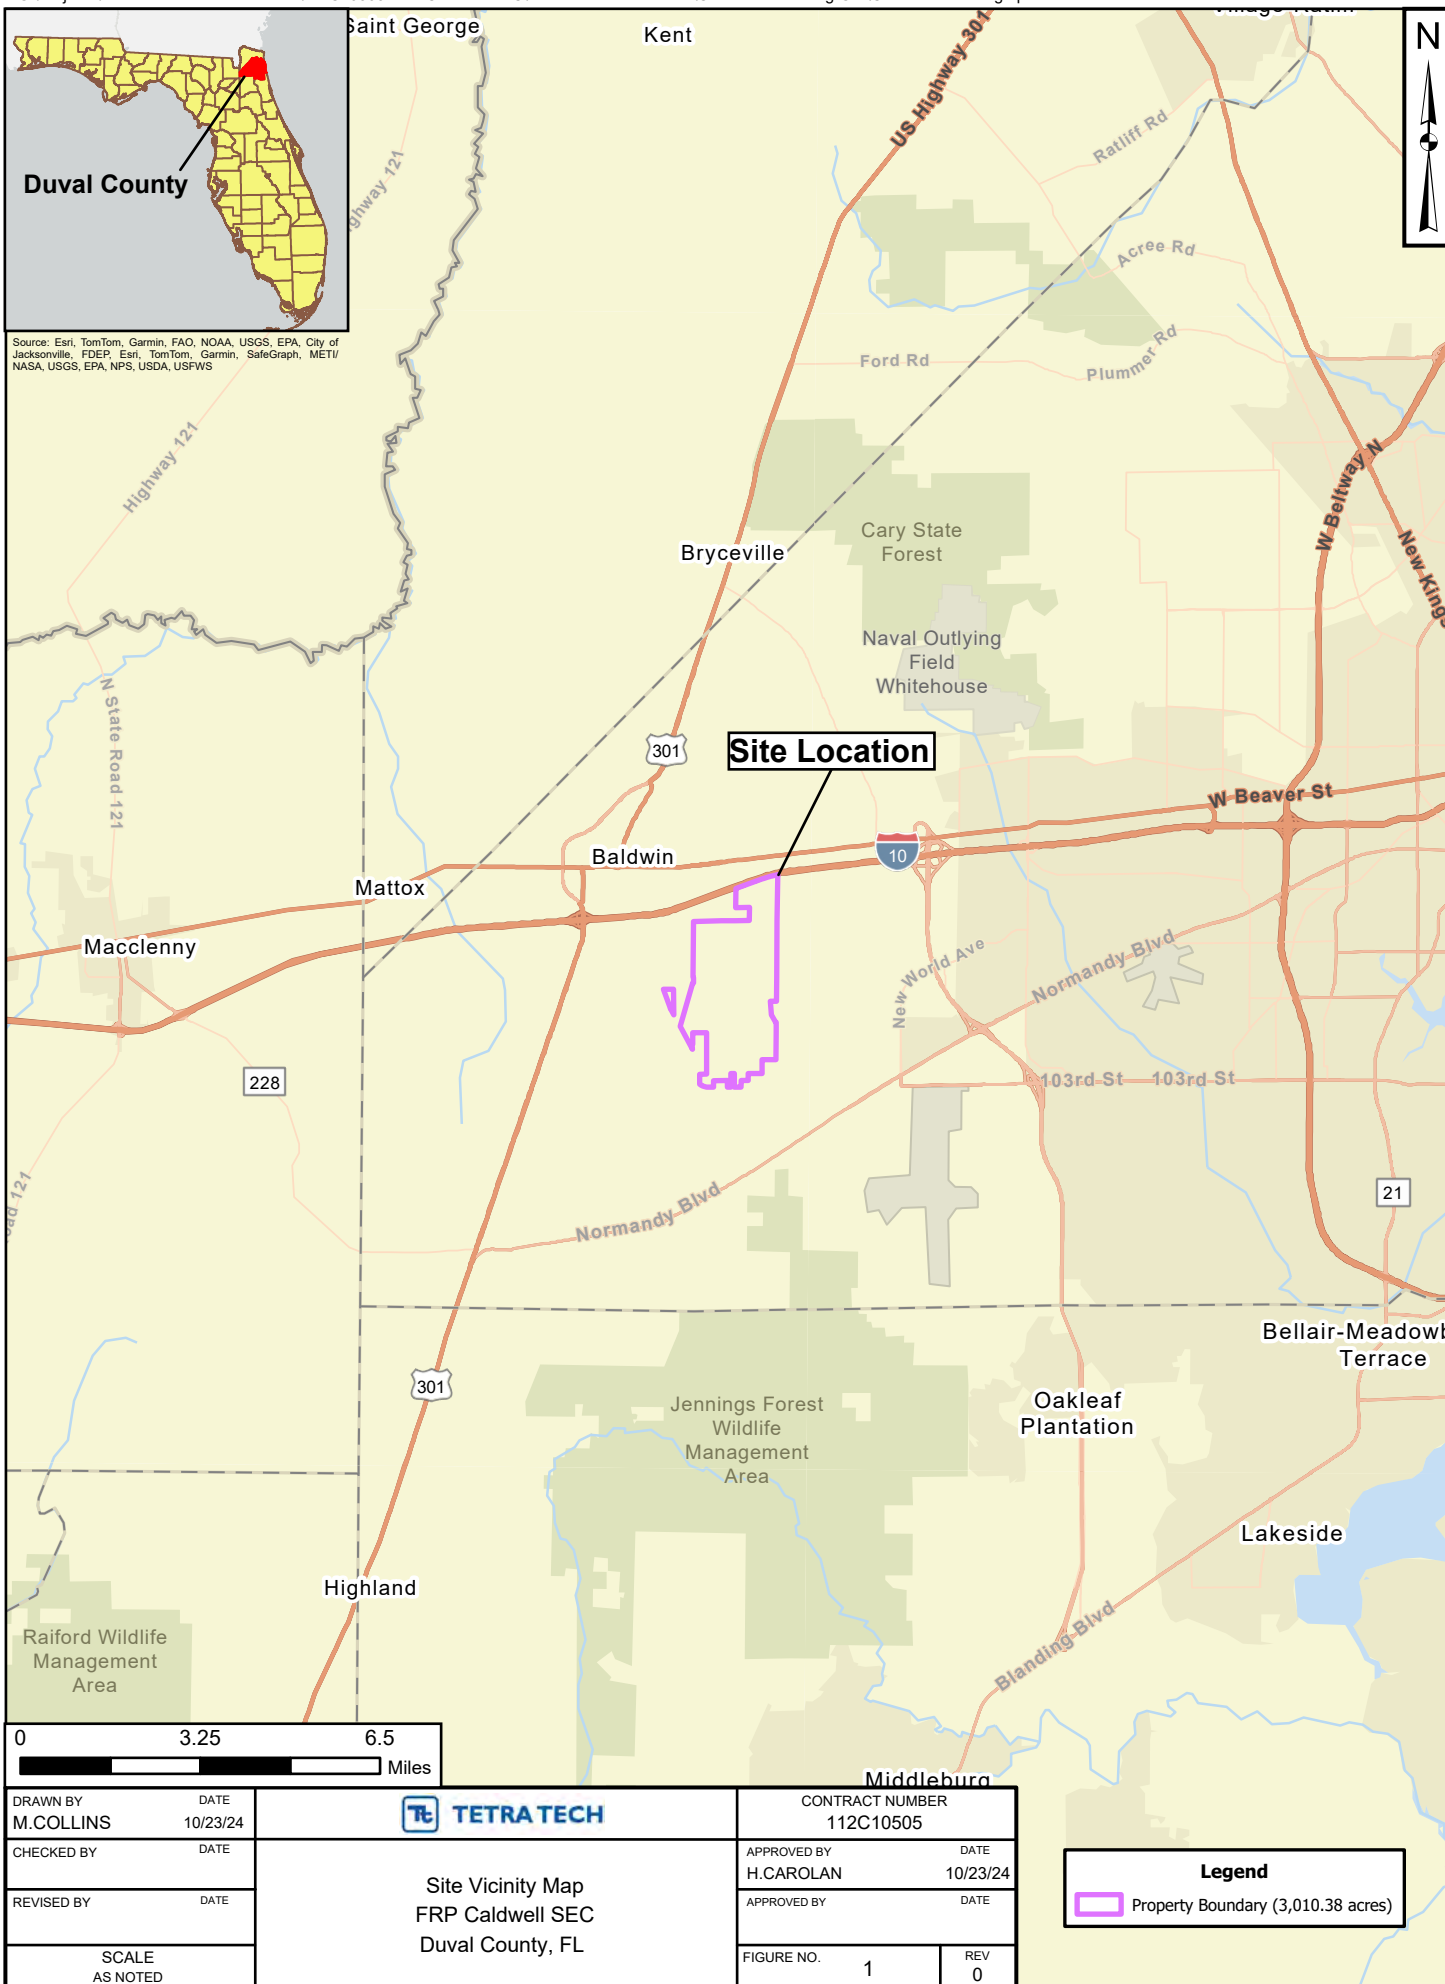 Saint George
Kent
US Highway 301
N
Ratliff Rd
Highway 121
Duval County
Acree Rd
Source: Esri, TomTom, Garmin, FAO, NOAA, USGS, EPA, City of
Jacksonville, FDEP, Esri, TomTom, Garmin, SafeGraph, METI/
NASA, USGS, EPA, NPS, USDA, USFWS
Ford Rd
Plummer Rd
Highway 121
W Beltway N
New Kings
Cary State
Forest
Bryceville
Naval Outlying
Field
Whitehouse
N State Road 121
301
Site Location
W Beaver St
Baldwin
10
Mattox
Macclenny
New World Ave
Normandy Blvd
228
103rd St
103rd St
Normandy Blvd
21
Bellair-Meadowb
Terrace
301
Jennings Forest
Wildlife
Management
Area
Oakleaf
Plantation
Lakeside
Highland
Raiford Wildlife
Management
Area
Blanding Blvd
0 3.25 6.5
Miles
Middleburg
DRAWN BY DATE
M.COLLINS 10/23/24
CHECKED BY DATE
REVISED BY DATE
SCALE
AS NOTED
Tt TETRA TECH
Site Vicinity Map
FRP Caldwell SEC
Duval County, FL
CONTRACT NUMBER
112C10505
APPROVED BY DATE
H.CAROLAN 10/23/24
APPROVED BY DATE
FIGURE NO. 1
REV
0
Legend
Property Boundary (3,010.38 acres)